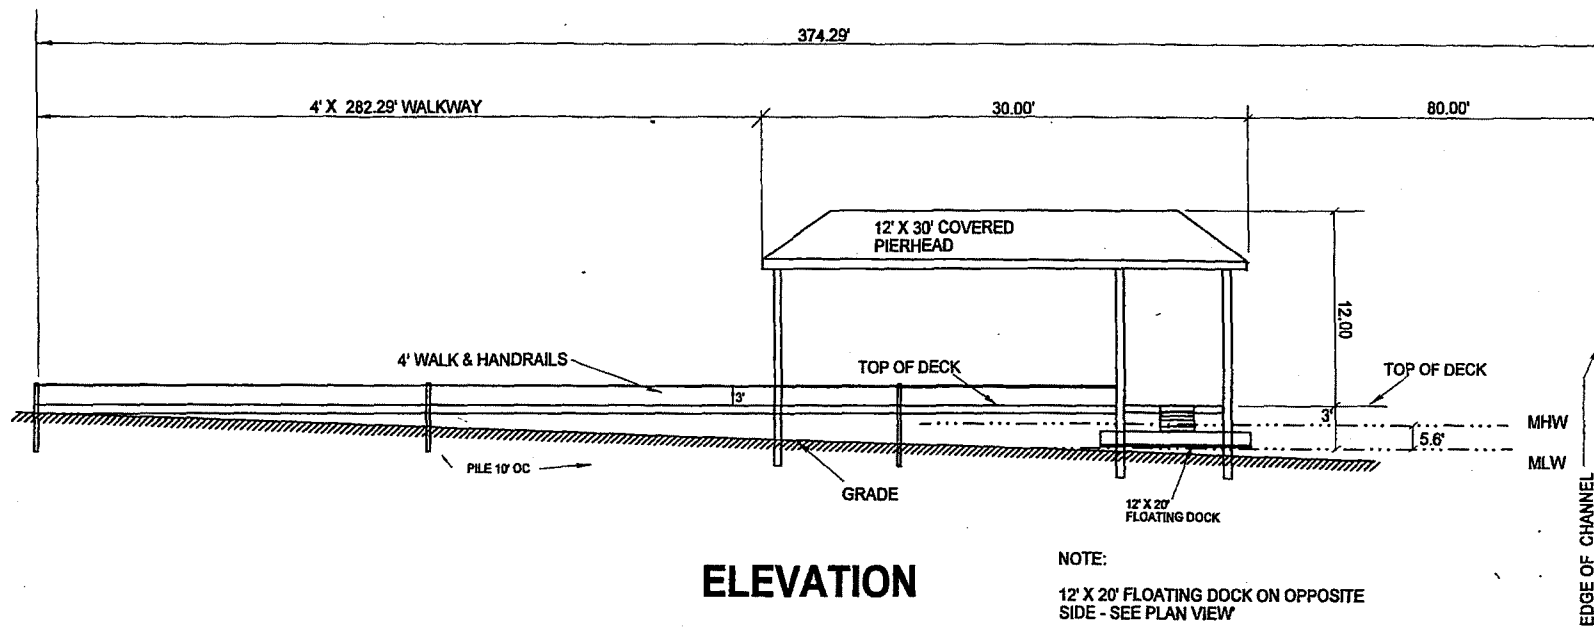 374.29'
4' X 282.29' WALKWAY
30.00'
80.00'
12' X 30' COVERED
PIERHEAD
12.00
4' WALK & HANDRAILS
TOP OF DECK
TOP OF DECK
3'
3'
MHW
5.6'
MLW
PILE 10' OC
GRADE
12' X 20'
FLOATING DOCK
EDGE OF CHANNEL
ELEVATION
NOTE:
12' X 20' FLOATING DOCK ON OPPOSITE
SIDE - SEE PLAN VIEW